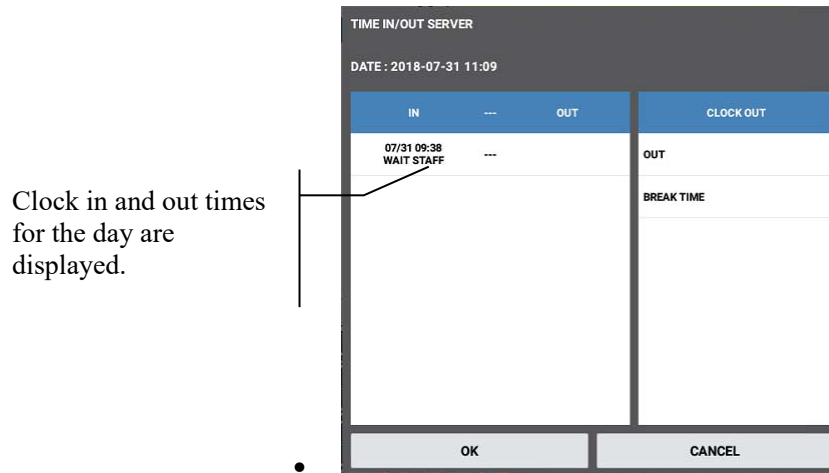 TIME IN/OUT SERVER
DATE : 2018-07-31 11:09
IN --- OUT CLOCK OUT
07/31 09:38
WAIT STAFF ---
OUT
BREAK TIME
Clock in and out times
for the day are
displayed.
OK CANCEL
•